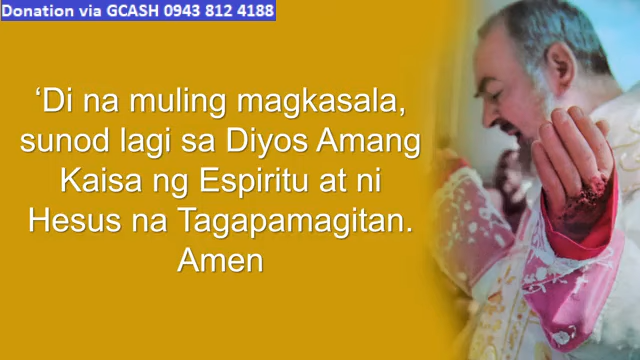 Donation via GCASH 0943 812 4188
‘Di na muling magkasala,
sunod lagi sa Diyos Amang
Kaisa ng Espiritu at ni
Hesus na Tagapamagitan.
Amen